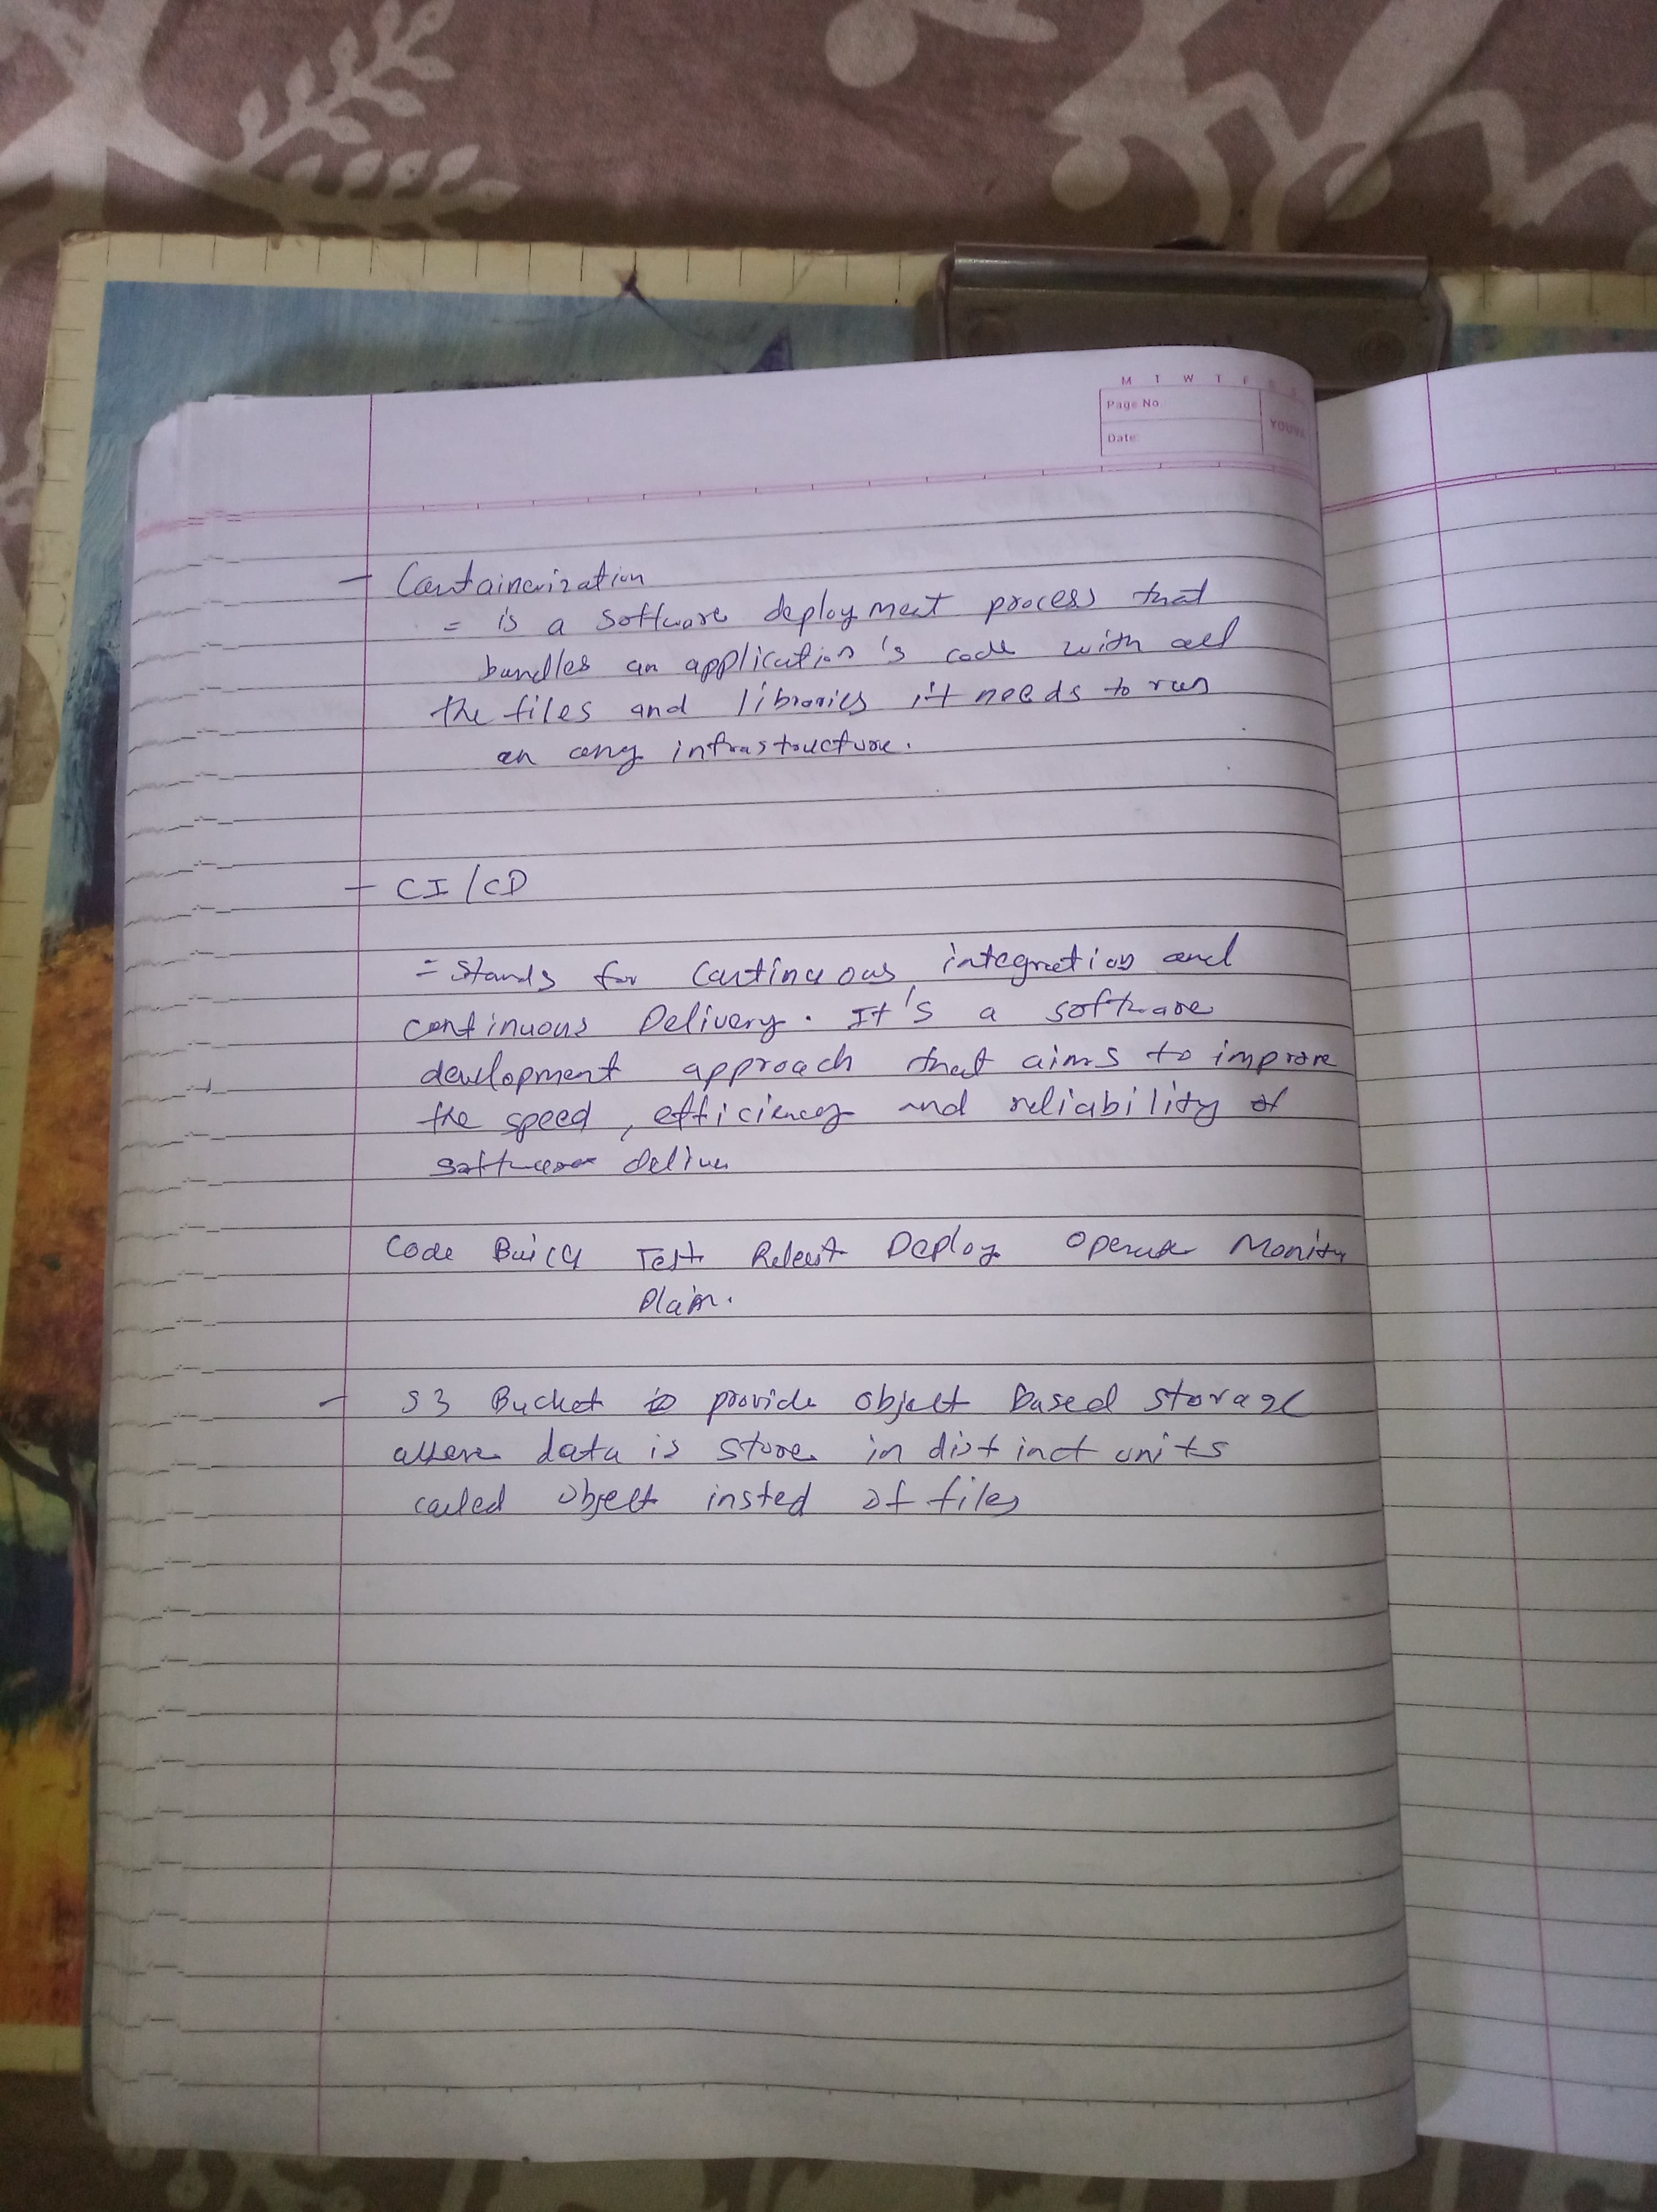 M T W T F S S
Page No.
Date:
YOUVA
- Containerization
= is a software deployment process that
bundles an application's code with all
the files and libraries it needs to run
on any infrastructure.
- CI/CD
= Stands for Continuous integration and
continuous Delivery. It's a software
development approach that aims to improve
the speed, efficiency and reliability of
software deliver
Code Build Test Release Deploy Operate Monitor
Plan.
- S3 Bucket is provide object based storage
where data is store in distinct units
called object insted of files